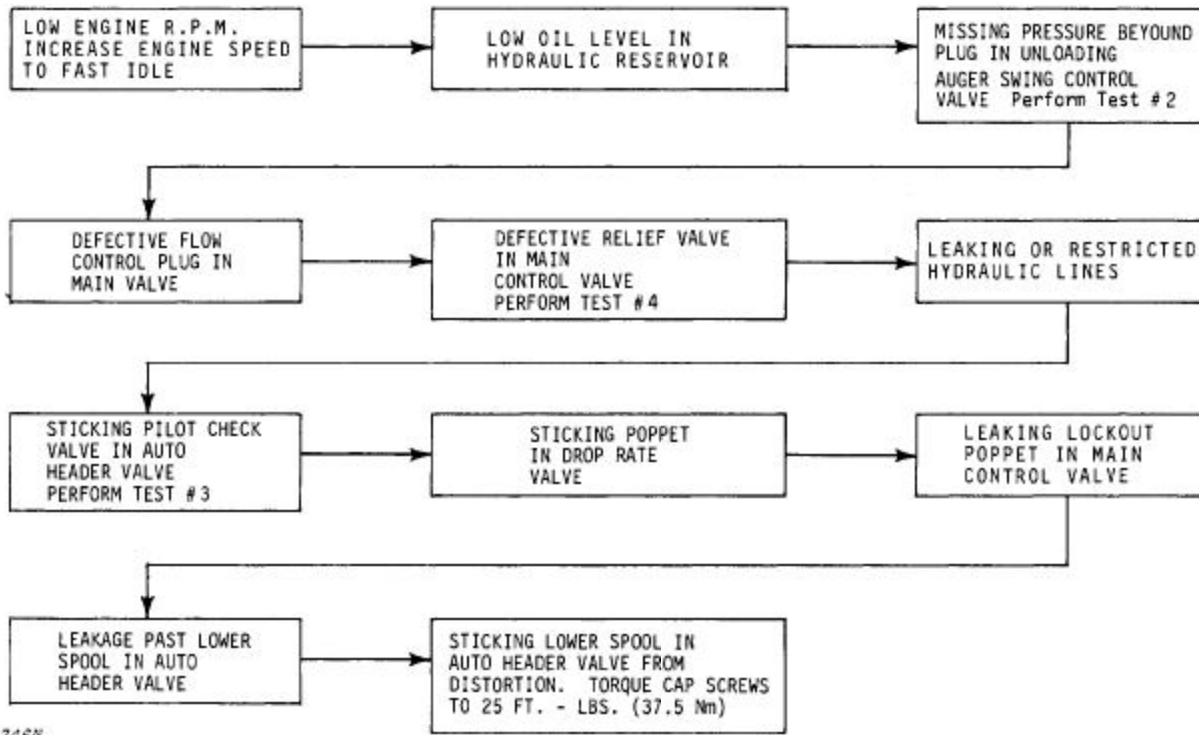 LOW ENGINE R.P.M.
INCREASE ENGINE SPEED
TO FAST IDLE
LOW OIL LEVEL IN
HYDRAULIC RESERVOIR
MISSING PRESSURE BEYOUND
PLUG IN UNLOADING
AUGER SWING CONTROL
VALVE Perform Test #2
DEFECTIVE FLOW
CONTROL PLUG IN
MAIN VALVE
DEFECTIVE RELIEF VALVE
IN MAIN
CONTROL VALVE
PERFORM TEST #4
LEAKING OR RESTRICTED
HYDRAULIC LINES
STICKING PILOT CHECK
VALVE IN AUTO
HEADER VALVE
PERFORM TEST #3
STICKING POPPET
IN DROP RATE
VALVE
LEAKING LOCKOUT
POPPET IN MAIN
CONTROL VALVE
LEAKAGE PAST LOWER
SPOOL IN AUTO
HEADER VALVE
STICKING LOWER SPOOL IN
AUTO HEADER VALVE FROM
DISTORTION. TORQUE CAP SCREWS
TO 25 FT. - LBS. (37.5 Nm)